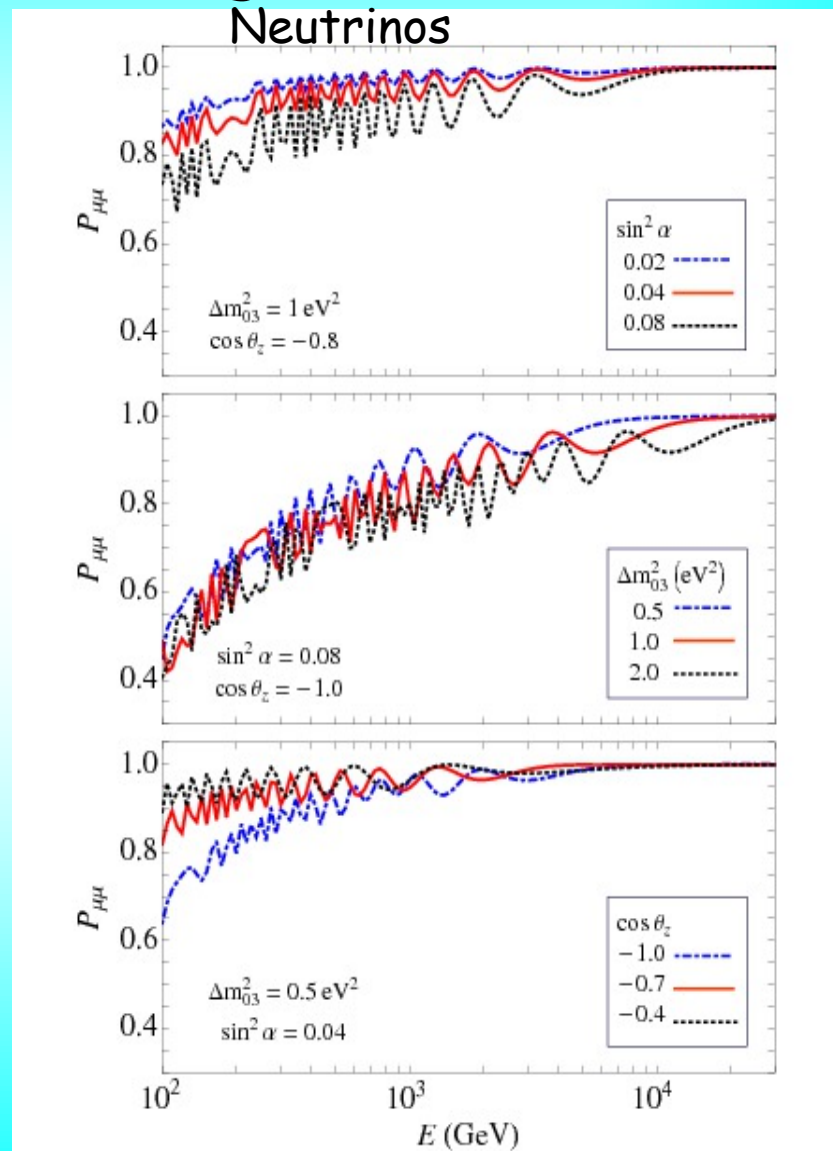 Neutrinos
1.0
0.8
0.6
0.4
P_μμ
Δm²₀₃ = 1 eV²
cos θ_z = −0.8
sin² α
0.02
0.04
0.08
1.0
0.8
0.6
0.4
P_μμ
sin² α = 0.08
cos θ_z = −1.0
Δm²₀₃ (eV²)
0.5
1.0
2.0
1.0
0.8
0.6
0.4
P_μμ
Δm²₀₃ = 0.5 eV²
sin² α = 0.04
cos θ_z
−1.0
−0.7
−0.4
10² 10³ 10⁴
E (GeV)